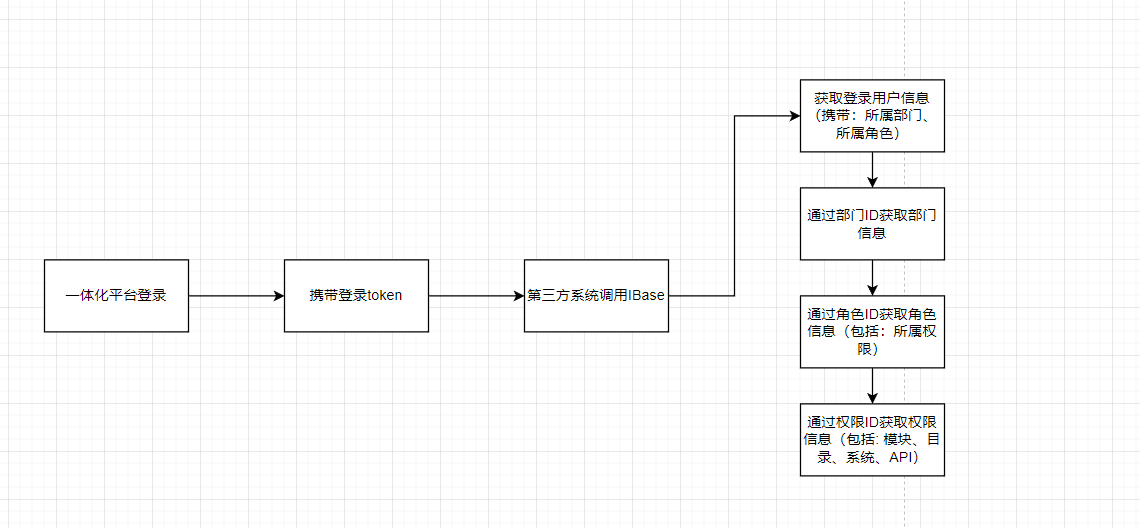 获取登录用户信息
（携带：所属部门、
所属角色）
通过部门ID获取部门
信息
一体化平台登录
携带登录token
第三方系统调用IBase
通过角色ID获取角色
信息（包括：所属权
限）
通过权限ID获取权限
信息（包括: 模块、目
录、系统、API）